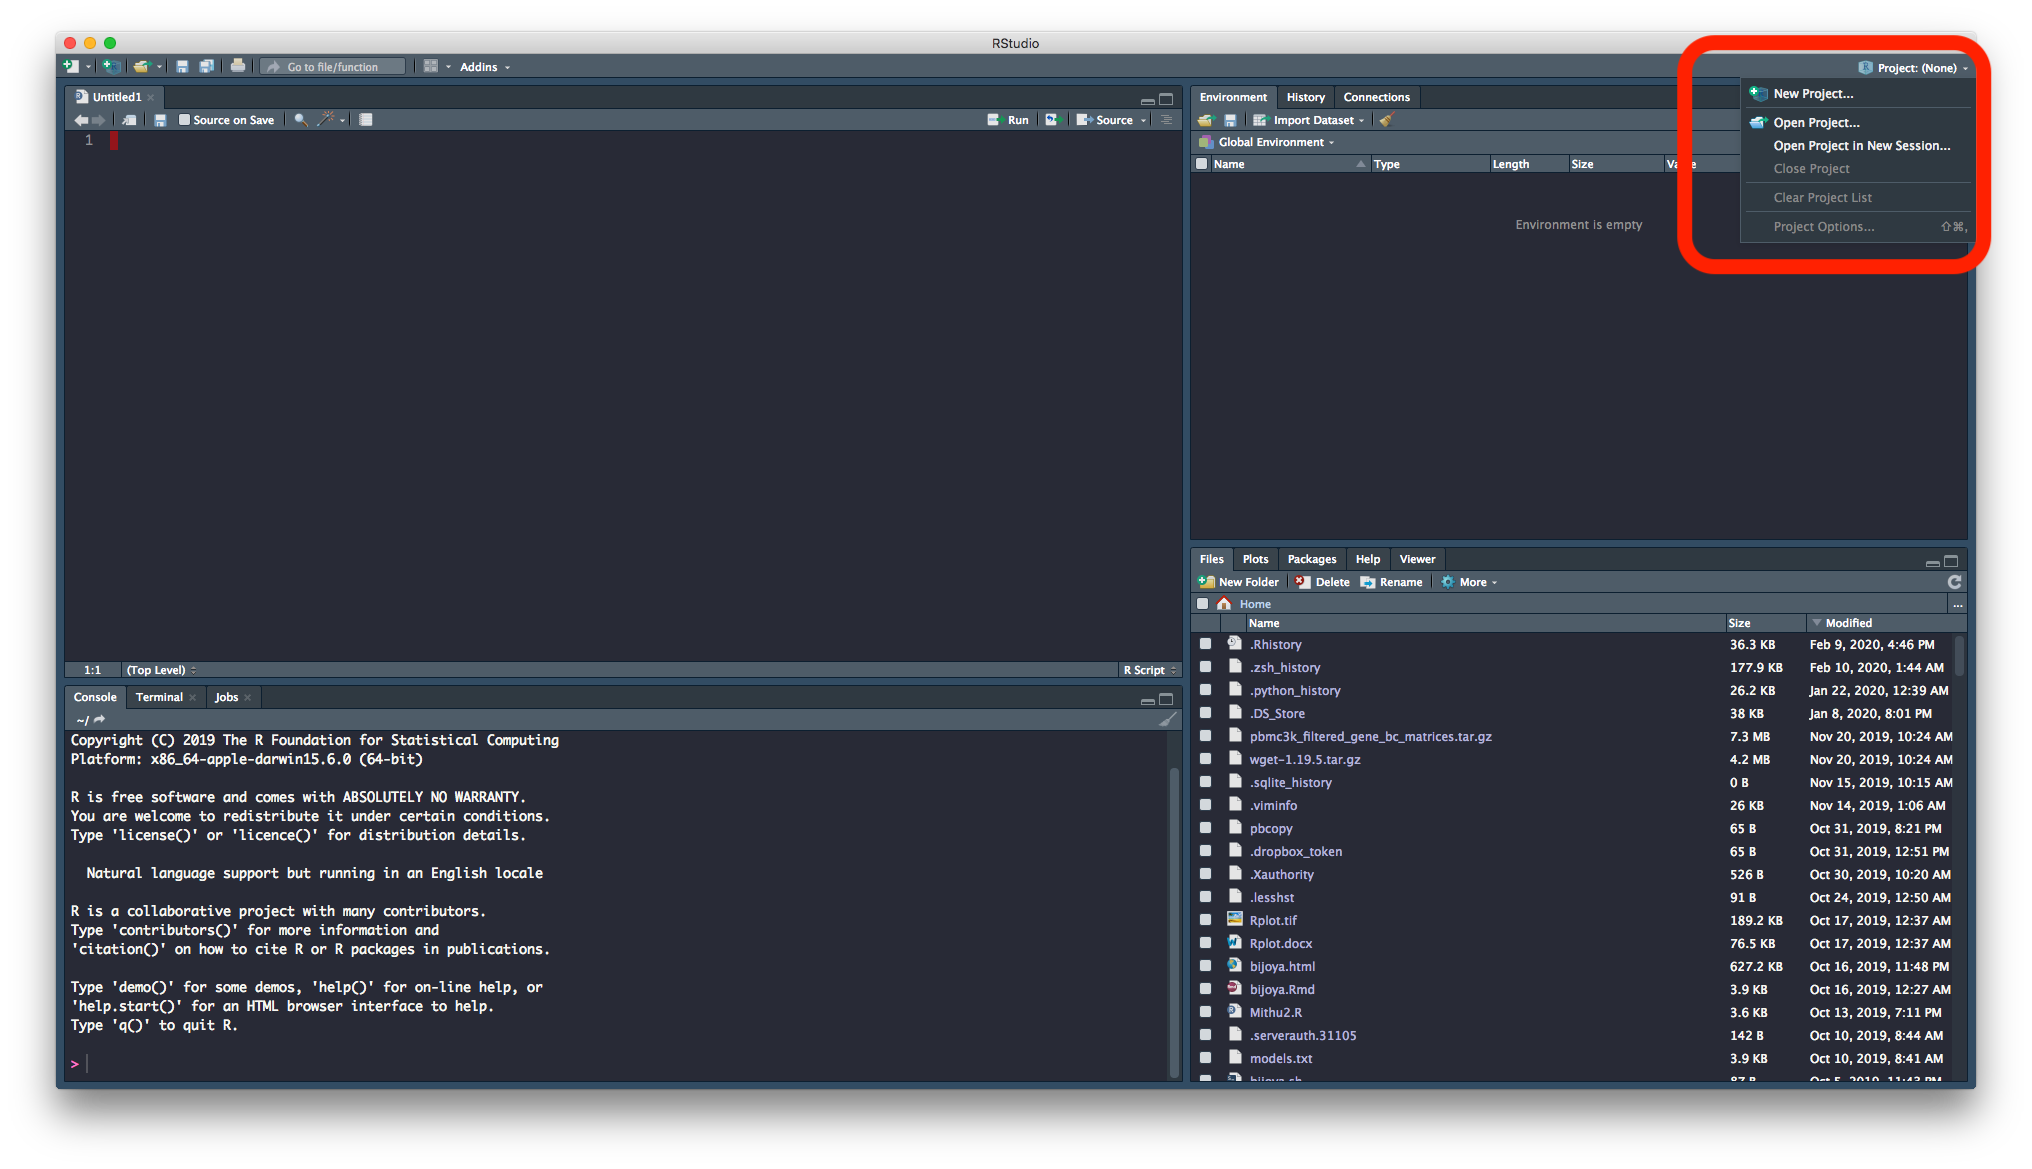 RStudio
Go to file/function
Addins
Project: (None)
New Project...
Open Project...
Open Project in New Session...
Close Project
Clear Project List
Project Options... ⇧⌘,
Untitled1
Source on Save
Run
Source
1
1:1 (Top Level)
R Script
Console Terminal Jobs
~/
Copyright (C) 2019 The R Foundation for Statistical Computing
Platform: x86_64-apple-darwin15.6.0 (64-bit)
R is free software and comes with ABSOLUTELY NO WARRANTY.
You are welcome to redistribute it under certain conditions.
Type 'license()' or 'licence()' for distribution details.
Natural language support but running in an English locale
R is a collaborative project with many contributors.
Type 'contributors()' for more information and
'citation()' on how to cite R or R packages in publications.
Type 'demo()' for some demos, 'help()' for on-line help, or
'help.start()' for an HTML browser interface to help.
Type 'q()' to quit R.
>
Environment History Connections
Import Dataset
Global Environment
Name Type Length Size Value
Environment is empty
Files Plots Packages Help Viewer
New Folder Delete Rename More
Home ...
Name Size Modified
.Rhistory 36.3 KB Feb 9, 2020, 4:46 PM
.zsh_history 177.9 KB Feb 10, 2020, 1:44 AM
.python_history 26.2 KB Jan 22, 2020, 12:39 AM
.DS_Store 38 KB Jan 8, 2020, 8:01 PM
pbmc3k_filtered_gene_bc_matrices.tar.gz 7.3 MB Nov 20, 2019, 10:24 AM
wget-1.19.5.tar.gz 4.2 MB Nov 20, 2019, 10:24 AM
.sqlite_history 0 B Nov 15, 2019, 10:15 AM
.viminfo 26 KB Nov 14, 2019, 1:06 AM
pbcopy 65 B Oct 31, 2019, 8:21 PM
.dropbox_token 65 B Oct 31, 2019, 12:51 PM
.Xauthority 526 B Oct 30, 2019, 10:20 AM
.lesshst 91 B Oct 24, 2019, 12:50 AM
Rplot.tif 189.2 KB Oct 17, 2019, 12:37 AM
Rplot.docx 76.5 KB Oct 17, 2019, 12:37 AM
bijoya.html 627.2 KB Oct 16, 2019, 11:48 PM
bijoya.Rmd 3.9 KB Oct 16, 2019, 12:27 AM
Mithu2.R 3.6 KB Oct 13, 2019, 7:11 PM
.serverauth.31105 142 B Oct 10, 2019, 8:44 AM
models.txt 3.9 KB Oct 10, 2019, 8:41 AM
bijoya.sh 87 B Oct 5, 2019, 11:43 PM